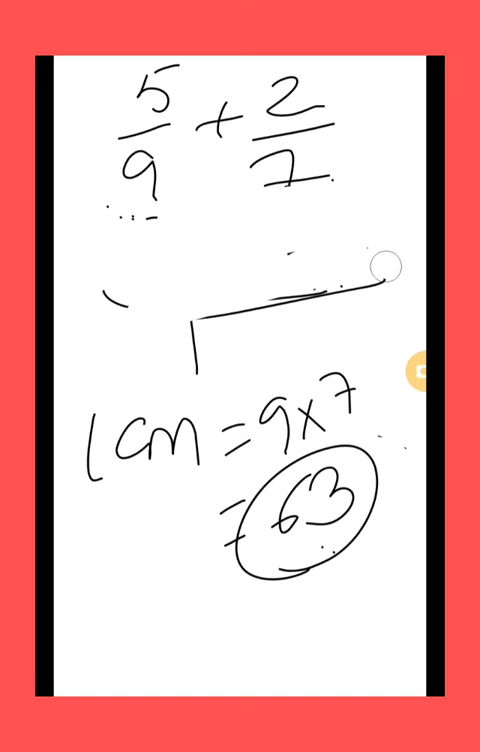 5/9 + 2/7
LCM = 9x7
= 63